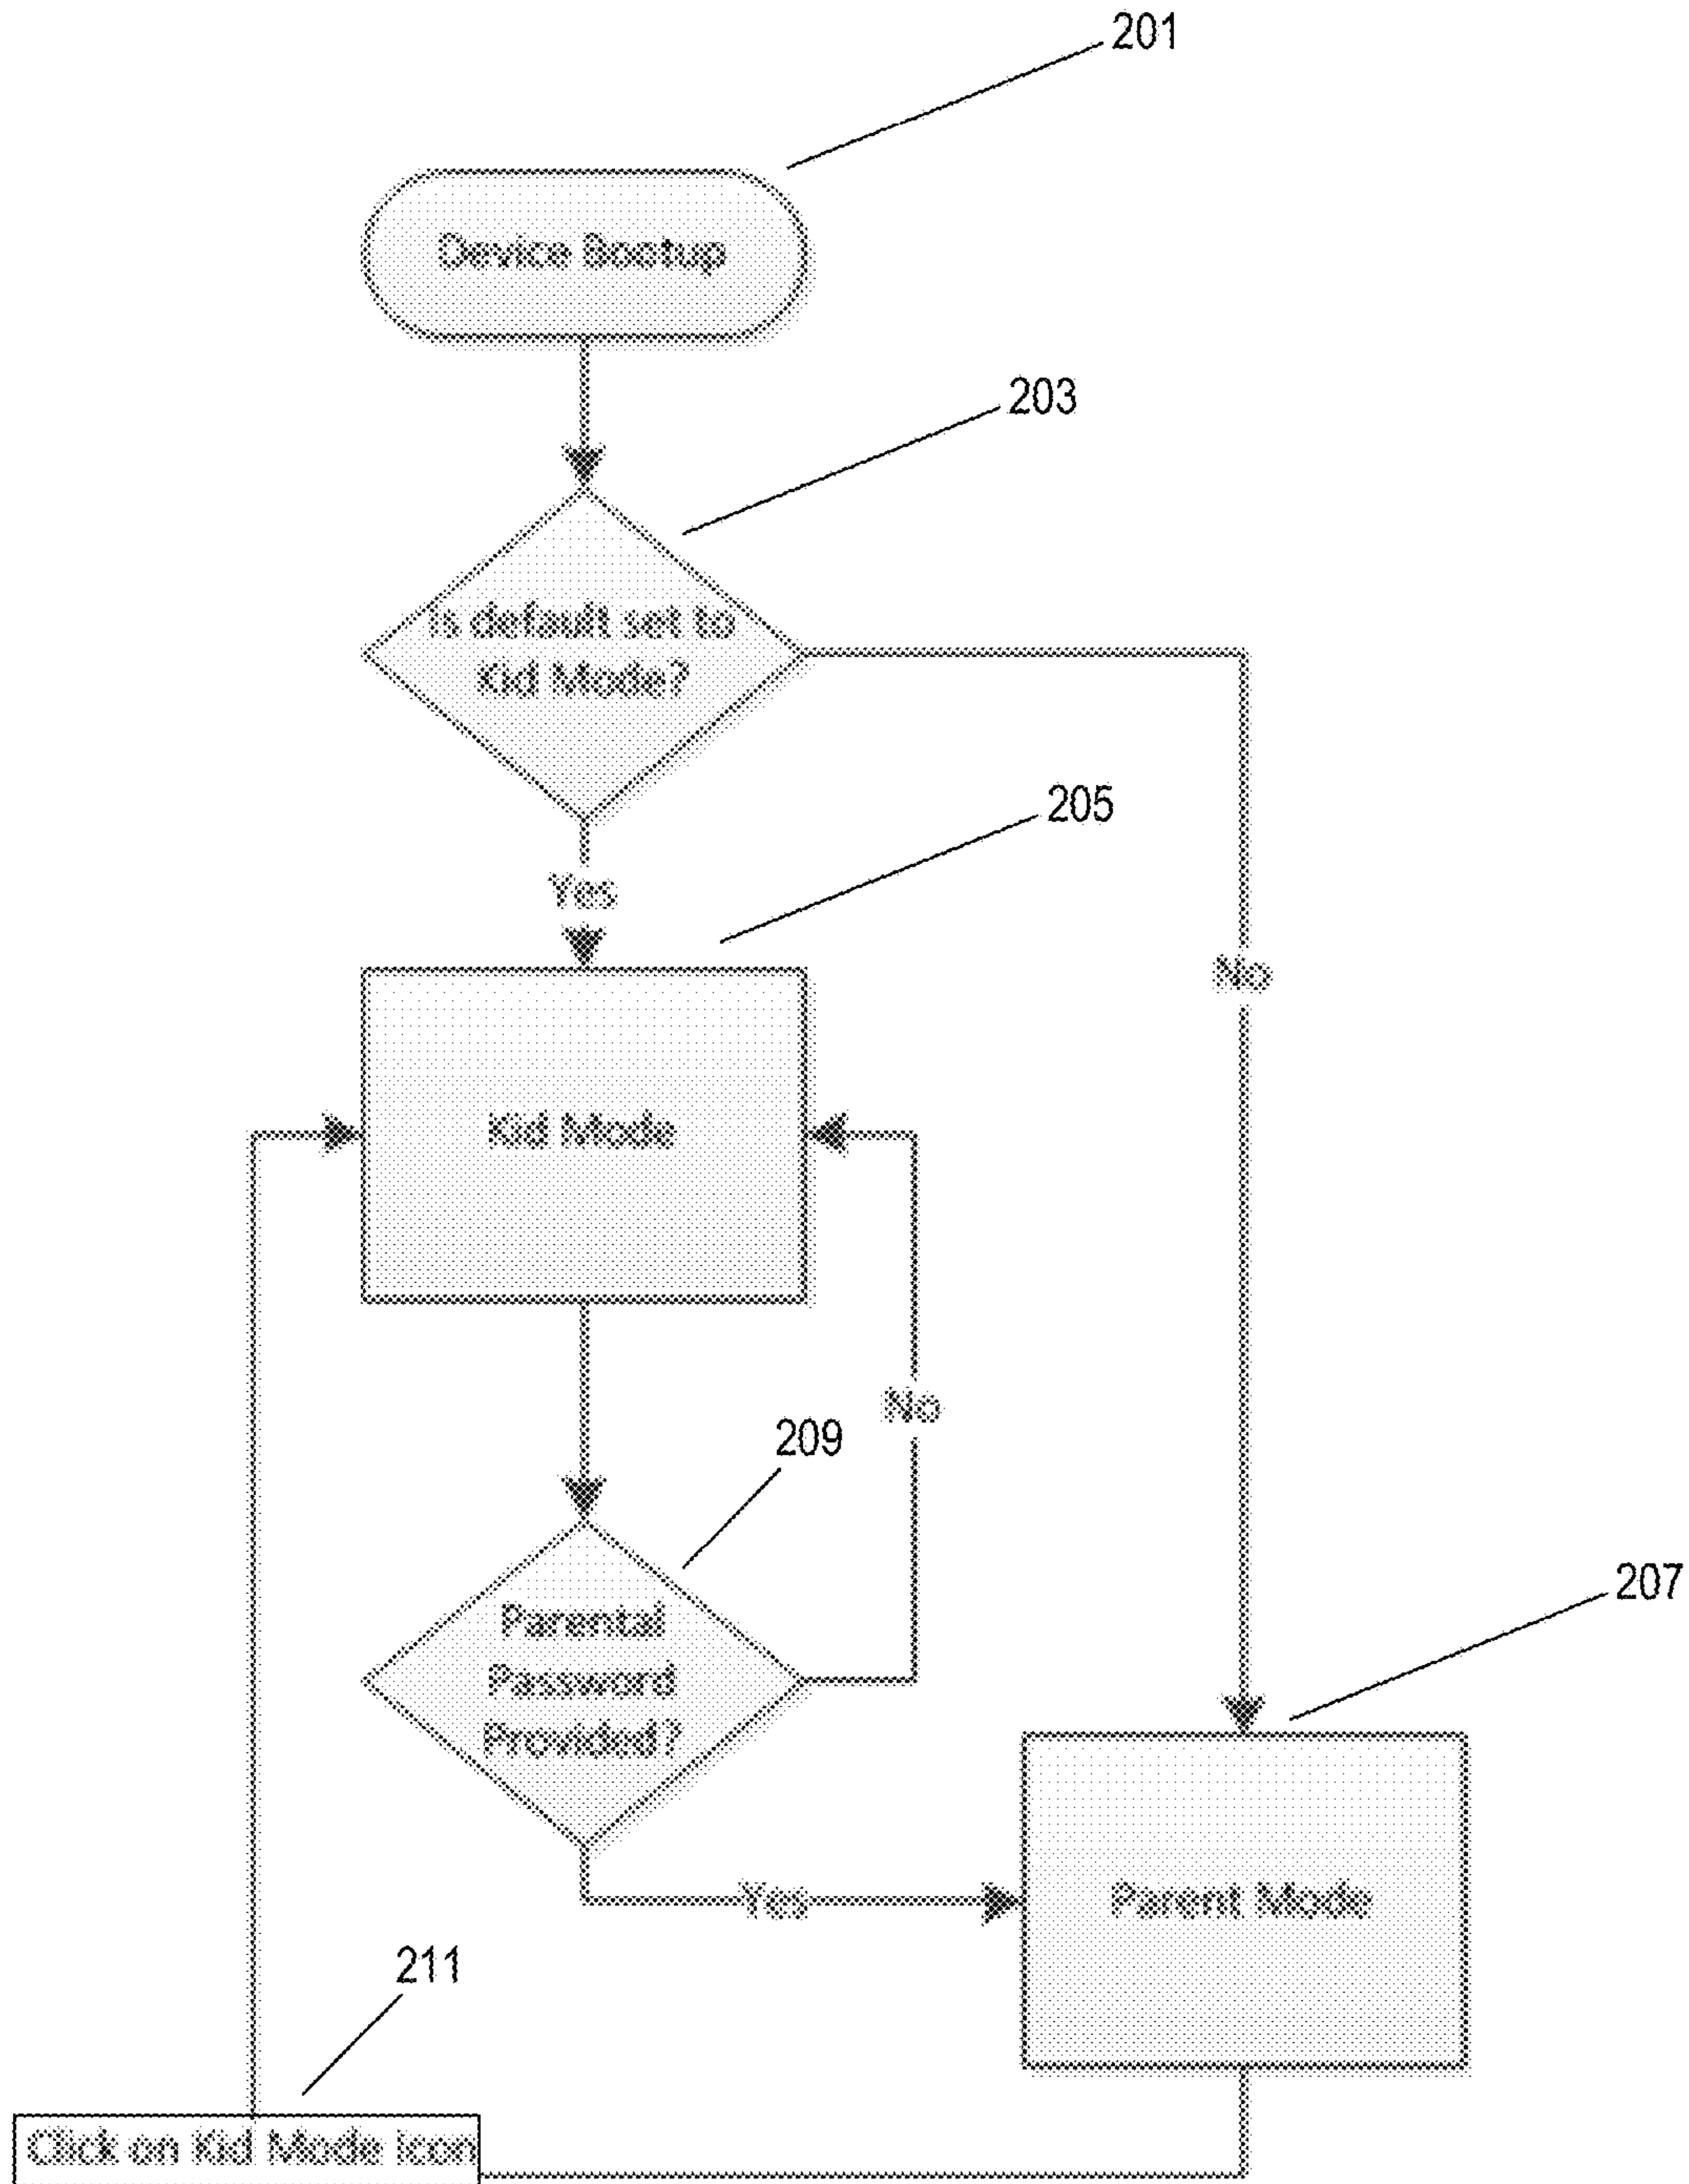 201
Device Bootup
203
Is default set to
Kid Mode?
205
Yes
No
Kid Mode
No
209
Parental
Password
Provided?
207
Yes
Parent Mode
211
Click on Kid Mode icon